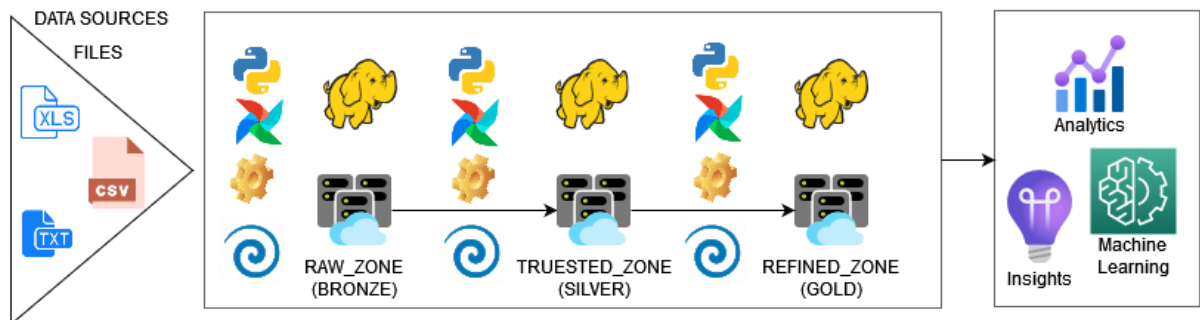 DATA SOURCES
FILES
XLS
CSV
TXT
RAW_ZONE
(BRONZE)
TRUESTED_ZONE
(SILVER)
REFINED_ZONE
(GOLD)
Analytics
Insights
Machine
Learning